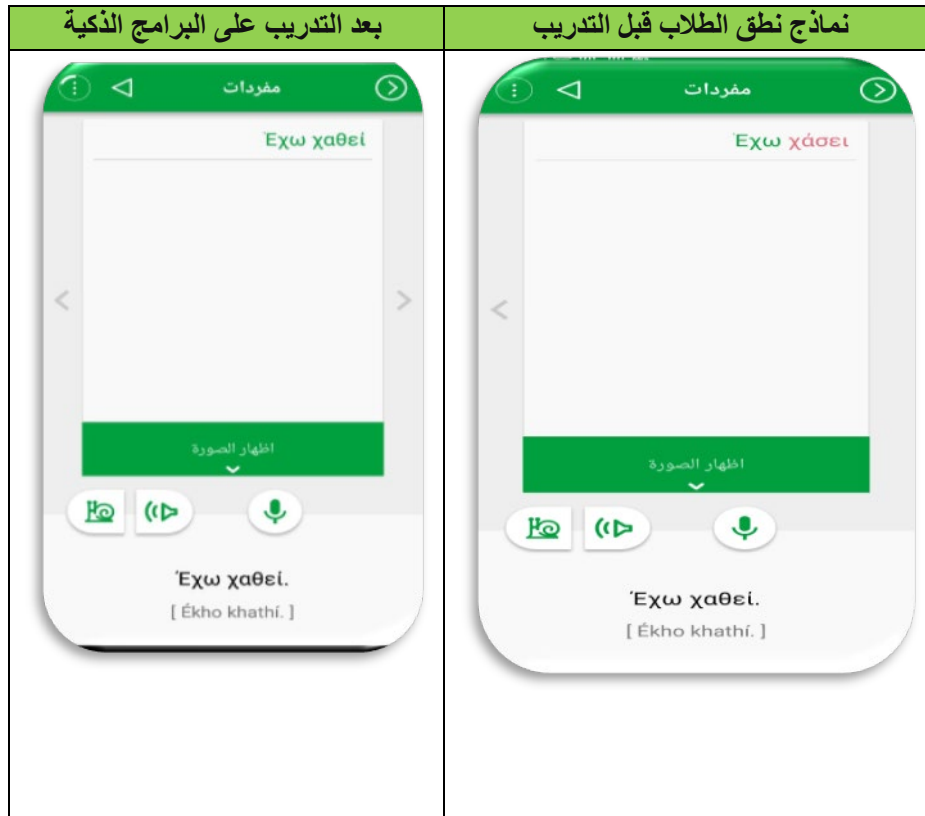 نماذج نطق الطلاب قبل التدريب
بعد التدريب على البرامج الذكية
مفردات
Έχω χάσει
اظهار الصورة
Έχω χαθεί.
[ Ékho khathí. ]
مفردات
Έχω χαθεί
اظهار الصورة
Έχω χαθεί.
[ Ékho khathí. ]